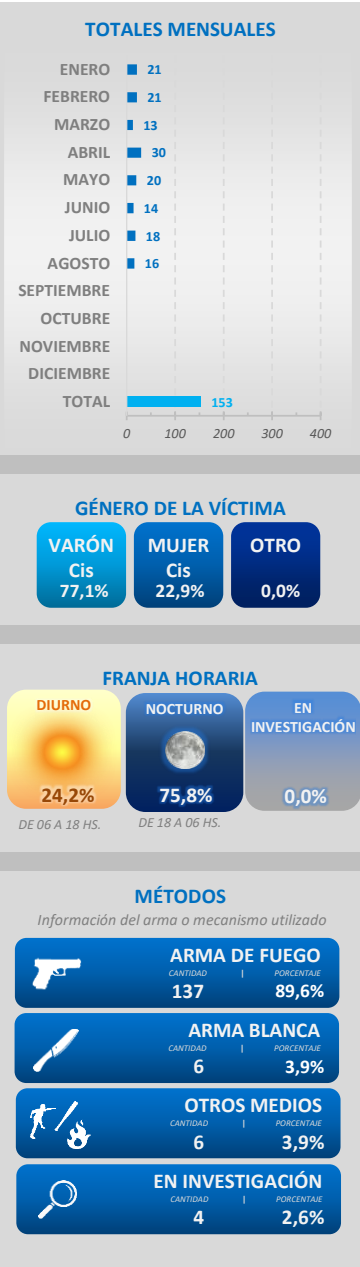 TOTALES MENSUALES
ENERO 21
FEBRERO 21
MARZO 13
ABRIL 30
MAYO 20
JUNIO 14
JULIO 18
AGOSTO 16
SEPTIEMBRE
OCTUBRE
NOVIEMBRE
DICIEMBRE
TOTAL 153
0 100 200 300 400
GÉNERO DE LA VÍCTIMA
VARÓN Cis 77,1%
MUJER Cis 22,9%
OTRO 0,0%
FRANJA HORARIA
DIURNO
24,2%
DE 06 A 18 HS.
NOCTURNO
75,8%
DE 18 A 06 HS.
EN
INVESTIGACIÓN
0,0%
MÉTODOS
Información del arma o mecanismo utilizado
ARMA DE FUEGO
CANTIDAD | PORCENTAJE
137 89,6%
ARMA BLANCA
CANTIDAD | PORCENTAJE
6 3,9%
OTROS MEDIOS
CANTIDAD | PORCENTAJE
6 3,9%
EN INVESTIGACIÓN
CANTIDAD | PORCENTAJE
4 2,6%